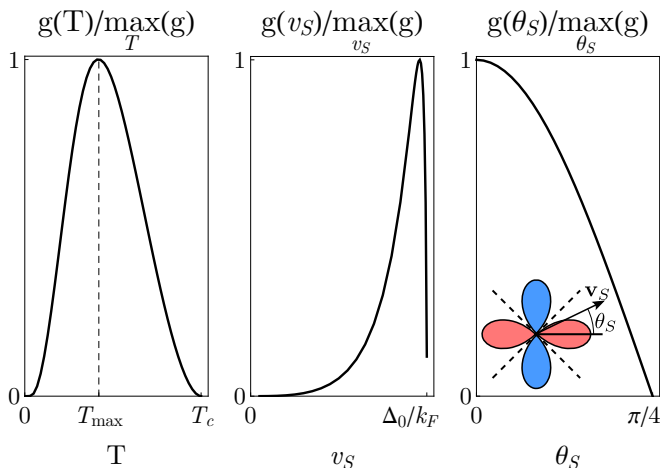 g(T)/max(g)
T
1
0
0
T_max
T_c
T
g(v_S)/max(g)
v_S
1
0
0
Δ_0/k_F
v_S
g(θ_S)/max(g)
θ_S
1
0
v_S
θ_S
0
π/4
θ_S